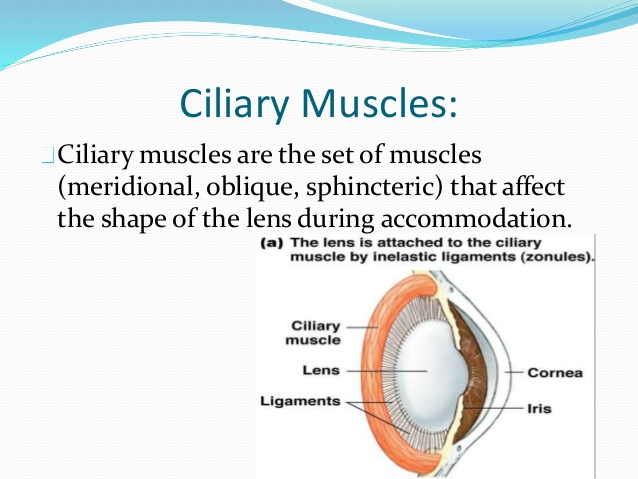 Ciliary Muscles:
Ciliary muscles are the set of muscles
(meridional, oblique, sphincteric) that affect
the shape of the lens during accommodation.
(a) The lens is attached to the ciliary
muscle by inelastic ligaments (zonules).
Ciliary
muscle
Lens
Ligaments
Cornea
Iris